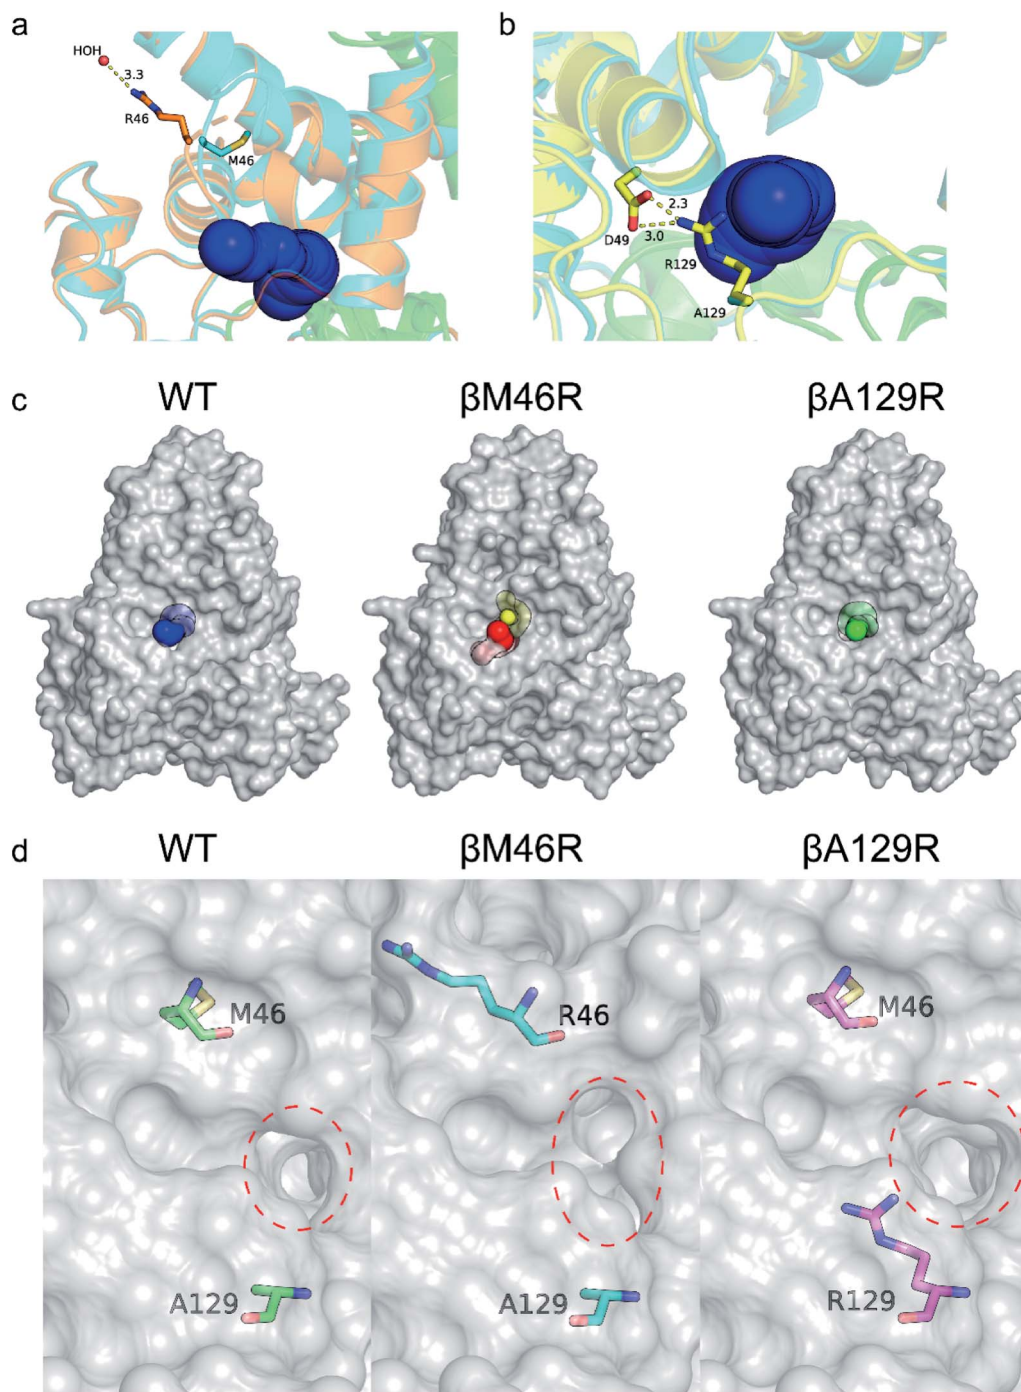 a
HOH
3.3
R46
M46
b
2.3
D49
3.0
R129
A129
c
WT
βM46R
βA129R
d
WT
βM46R
βA129R
M46
R46
M46
A129
A129
R129